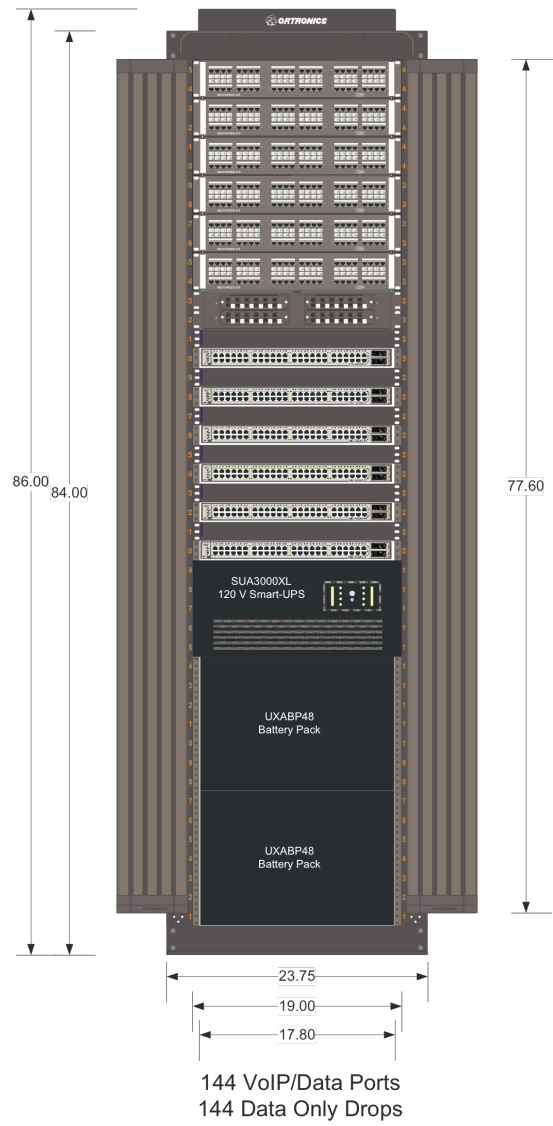 ORTRONICS
86.00
84.00
77.60
SUA3000XL
120 V Smart-UPS
UXABP48
Battery Pack
UXABP48
Battery Pack
23.75
19.00
17.80
144 VoIP/Data Ports
144 Data Only Drops